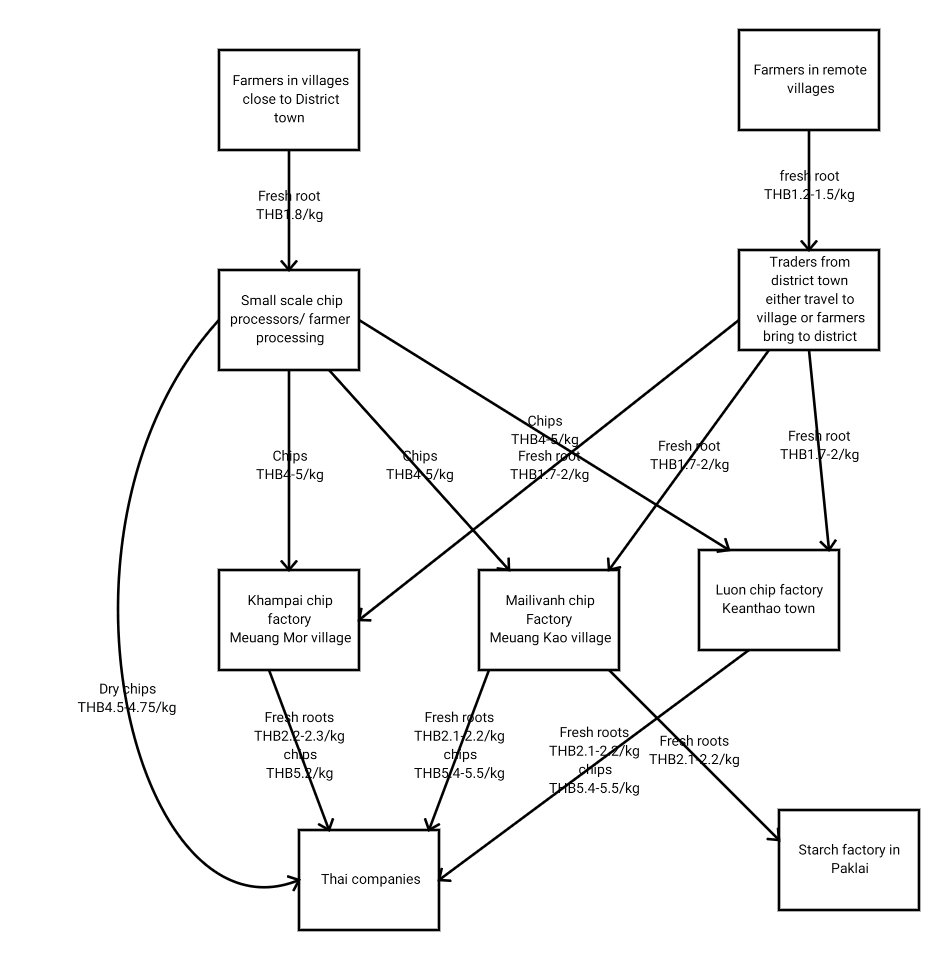 Farmers in villages
close to District
town
Farmers in remote
villages
Fresh root
THB1.8/kg
fresh root
THB1.2-1.5/kg
Small scale chip
processors/ farmer
processing
Traders from
district town
either travel to
village or farmers
bring to district
Chips
THB4-5/kg
Chips
THB4-5/kg
Chips
THB4-5/kg
Fresh root
THB1.7-2/kg
Fresh root
THB1.7-2/kg
Fresh root
THB1.7-2/kg
Khampai chip
factory
Meuang Mor village
Mailivanh chip
Factory
Meuang Kao village
Luon chip factory
Keanthao town
Dry chips
THB4.5-4.75/kg
Fresh roots
THB2.2-2.3/kg
chips
THB5.2/kg
Fresh roots
THB2.1-2.2/kg
chips
THB5.4-5.5/kg
Fresh roots
THB2.1-2.2/kg
chips
THB5.4-5.5/kg
Fresh roots
THB2.1-2.2/kg
Thai companies
Starch factory in
Paklai